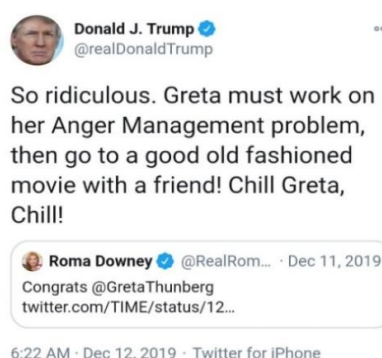 Donald J. Trump
@realDonaldTrump
So ridiculous. Greta must work on
her Anger Management problem,
then go to a good old fashioned
movie with a friend! Chill Greta,
Chill!
Roma Downey @RealRom... · Dec 11, 2019
Congrats @GretaThunberg
twitter.com/TIME/status/12...
6:22 AM · Dec 12, 2019 · Twitter for iPhone